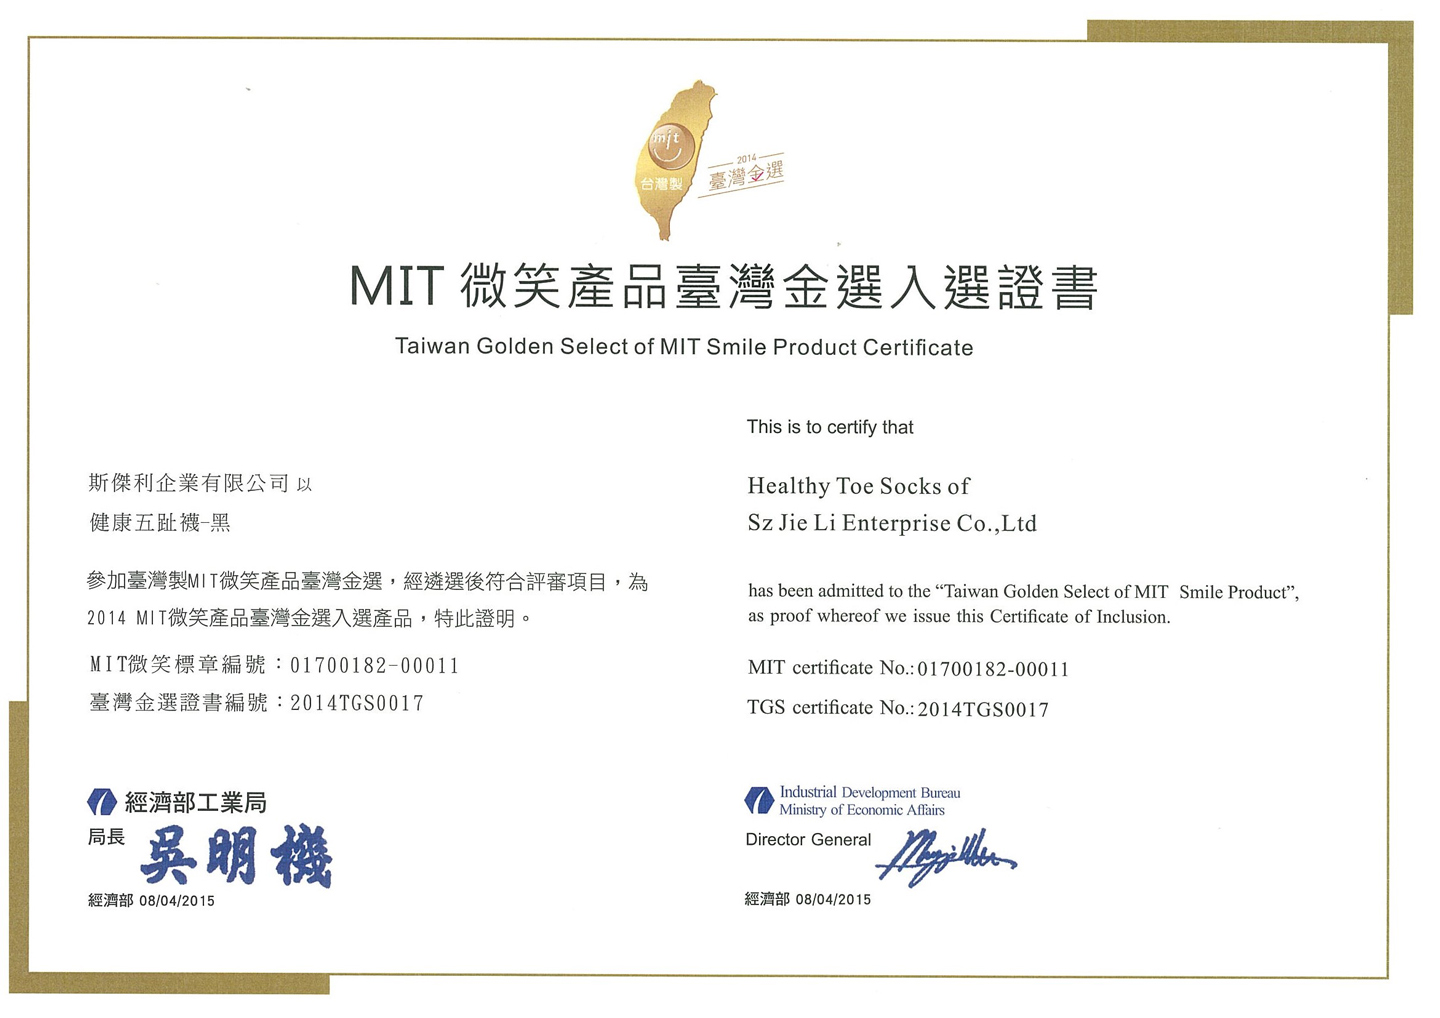 mit
台灣製
2014
臺灣金選
MIT 微笑產品臺灣金選入選證書
Taiwan Golden Select of MIT Smile Product Certificate
斯傑利企業有限公司 以
健康五趾襪-黑
參加臺灣製MIT微笑產品臺灣金選，經遴選後符合評審項目，為
2014 MIT微笑產品臺灣金選入選產品，特此證明。
MIT微笑標章編號：01700182-00011
臺灣金選證書編號：2014TGS0017
經濟部工業局
局長 吳明機
經濟部 08/04/2015
This is to certify that
Healthy Toe Socks of
Sz Jie Li Enterprise Co.,Ltd
has been admitted to the “Taiwan Golden Select of MIT Smile Product”,
as proof whereof we issue this Certificate of Inclusion.
MIT certificate No.:01700182-00011
TGS certificate No.:2014TGS0017
Industrial Development Bureau
Ministry of Economic Affairs
Director General
經濟部 08/04/2015